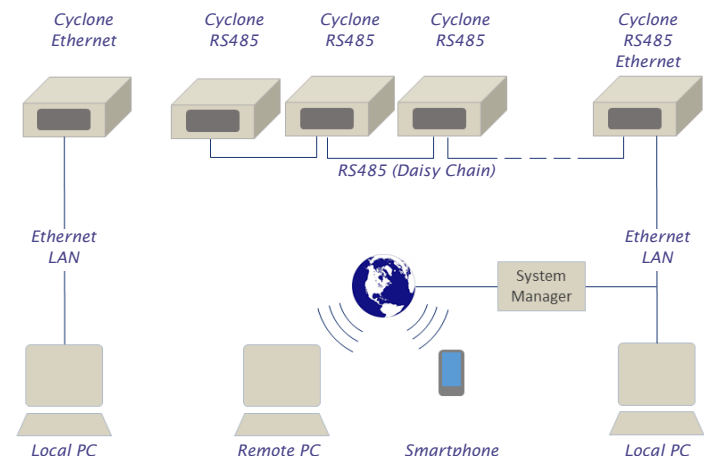 Cyclone
Ethernet
Cyclone
RS485
Cyclone
RS485
Cyclone
RS485
Cyclone
RS485
Ethernet
RS485 (Daisy Chain)
Ethernet
LAN
Ethernet
LAN
System
Manager
Local PC
Remote PC
Smartphone
Local PC